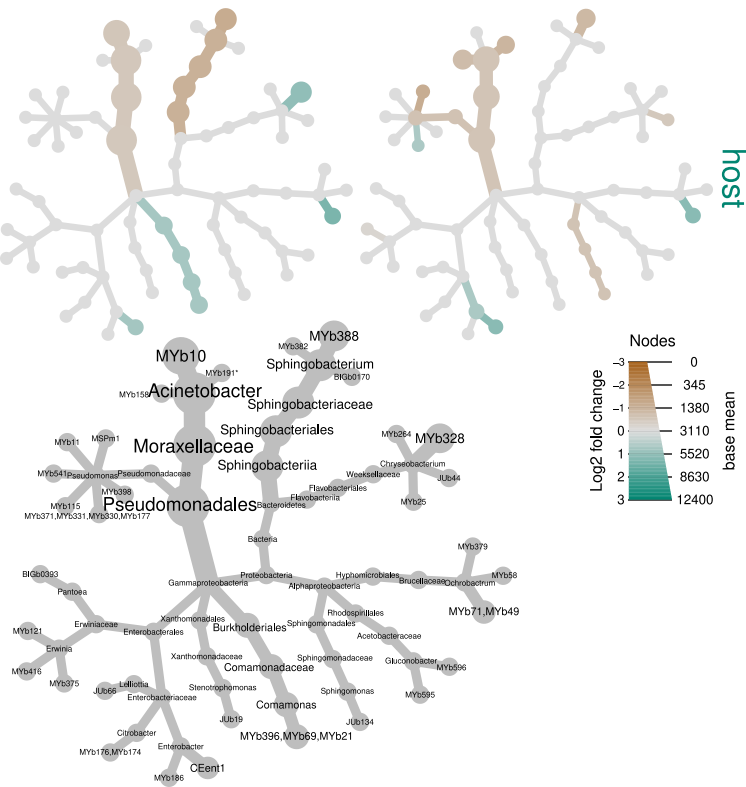 host
MYb388
MYb382
Sphingobacterium
BIGb0170
MYb10
MYb191*
MYb158
Acinetobacter
Sphingobacteriaceae
Sphingobacteriales
Sphingobacteriia
MYb264
MYb328
Chryseobacterium
JUb44
Weeksellaceae
Flavobacteriales
Flavobacteriia
MYb25
Bacteroidetes
Moraxellaceae
MYb11
MSPm1
MYb541
Pseudomonas
Pseudomonadaceae
MYb398
MYb115
MYb371,MYb331,MYb330,MYb177
Pseudomonadales
Bacteria
Proteobacteria
Gammaproteobacteria
Alphaproteobacteria
Hyphomicrobiales
Brucellaceae
Ochrobactrum
MYb379
MYb58
MYb71,MYb49
BIGb0393
Pantoea
Erwiniaceae
Enterobacterales
MYb121
Erwinia
MYb416
MYb375
Xanthomonadales
Xanthomonadaceae
Stenotrophomonas
JUb19
Burkholderiales
Comamonadaceae
Comamonas
MYb396,MYb69,MYb21
Sphingomonadales
Sphingomonadaceae
Sphingomonas
JUb134
Rhodospirillales
Acetobacteraceae
Gluconobacter
MYb596
MYb595
Lelliottia
JUb66
Enterobacteriaceae
Citrobacter
MYb176,MYb174
Enterobacter
CEent1
MYb186
Nodes
Log2 fold change
base mean
−3 0
−2 345
−1 1380
0 3110
1 5520
2 8630
3 12400